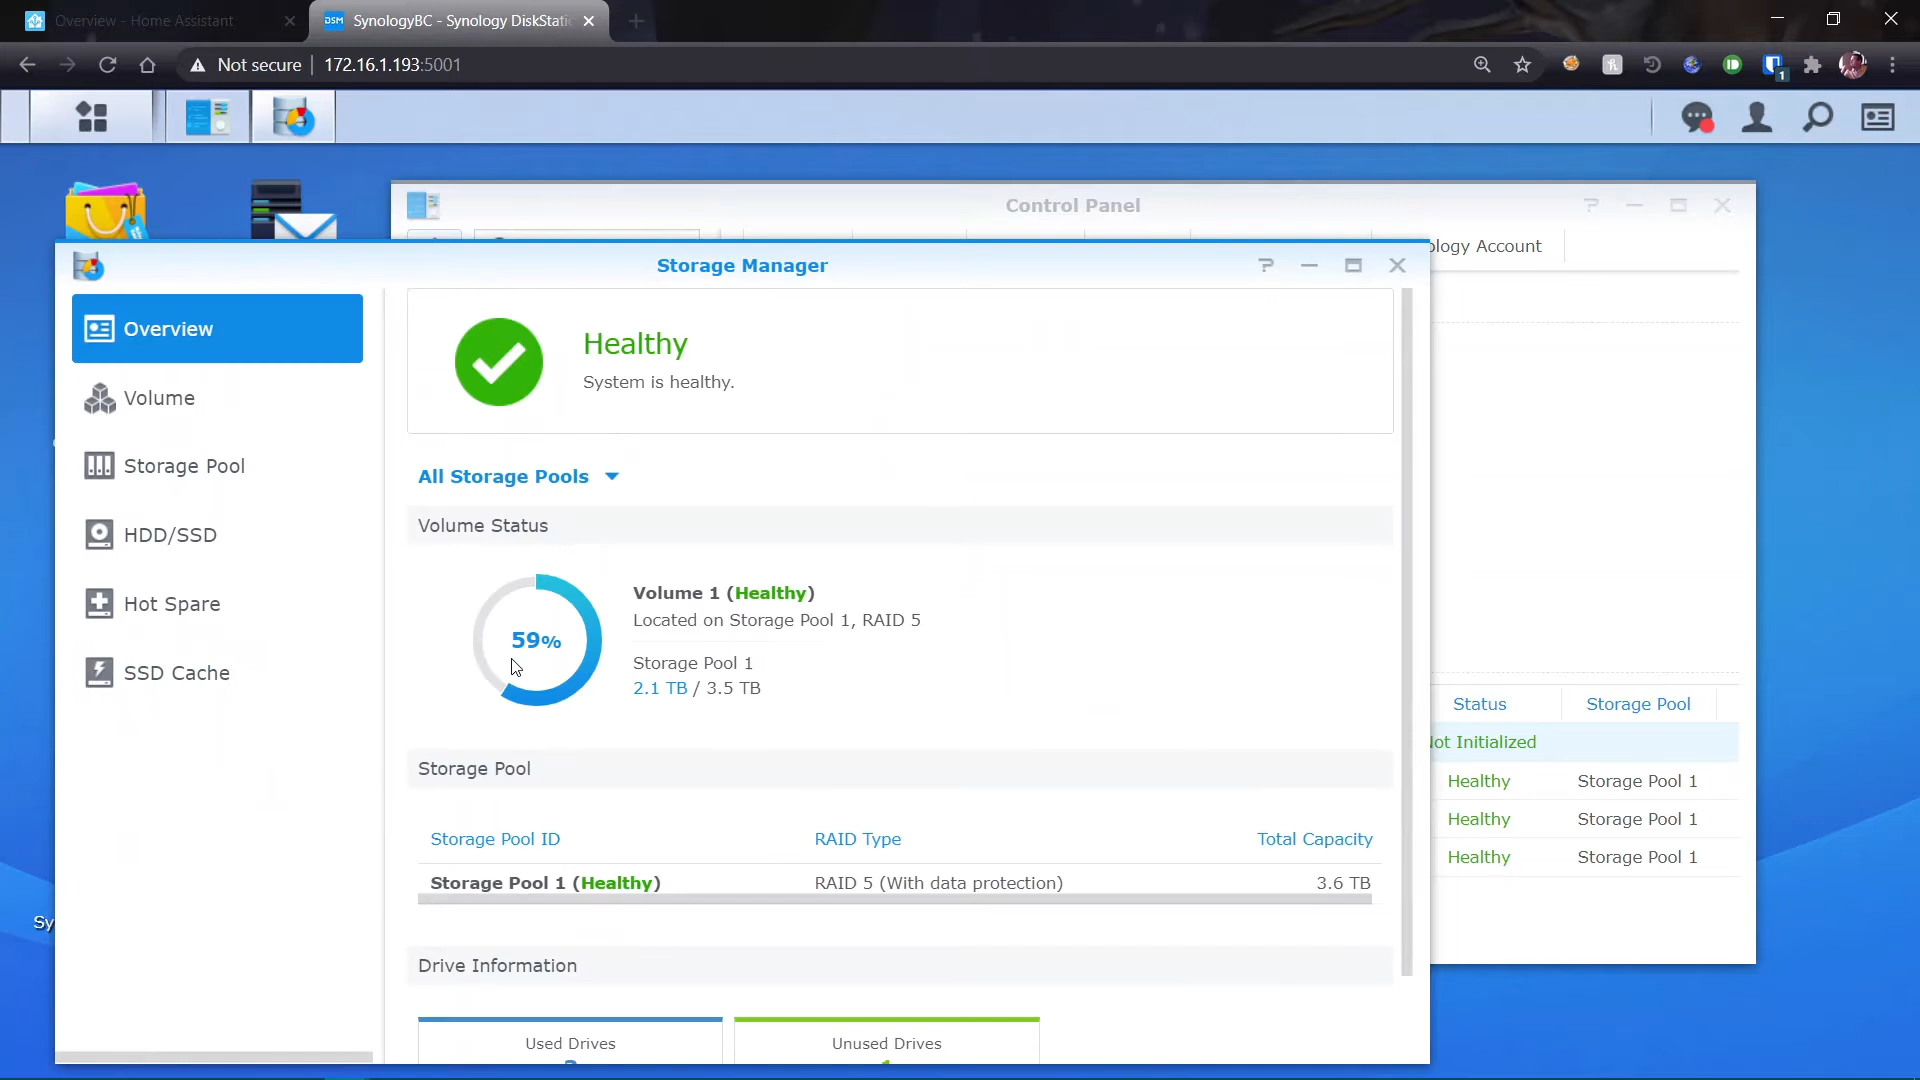 Overview - Home Assistant
DSM SynologyBC - Synology DiskStati
Not secure 172.16.1.193:5001
1
Control Panel
ology Account
Storage Manager
Overview
Volume
Storage Pool
HDD/SSD
Hot Spare
SSD Cache
Healthy
System is healthy.
All Storage Pools
Volume Status
59%
Volume 1 (Healthy)
Located on Storage Pool 1, RAID 5
Storage Pool 1
2.1 TB / 3.5 TB
Storage Pool
Storage Pool ID RAID Type Total Capacity
Storage Pool 1 (Healthy) RAID 5 (With data protection) 3.6 TB
Drive Information
Used Drives
Unused Drives
Status Storage Pool
Not Initialized
Healthy Storage Pool 1
Healthy Storage Pool 1
Healthy Storage Pool 1
Sy